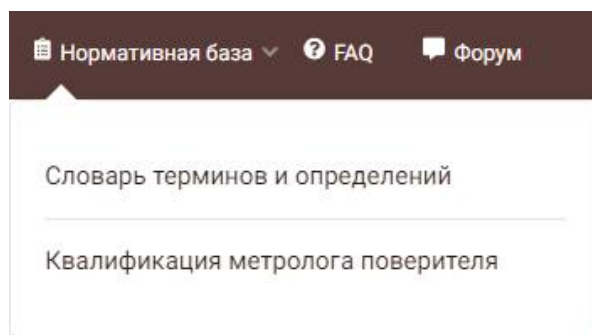 Нормативная база FAQ Форум
Словарь терминов и определений
Квалификация метролога поверителя